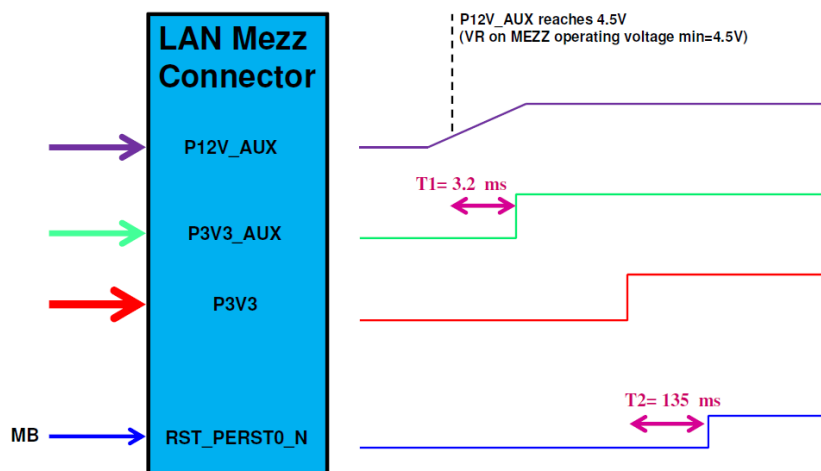 LAN Mezz
Connector
P12V_AUX reaches 4.5V
(VR on MEZZ operating voltage min=4.5V)
P12V_AUX
T1= 3.2 ms
P3V3_AUX
P3V3
T2= 135 ms
MB
RST_PERST0_N